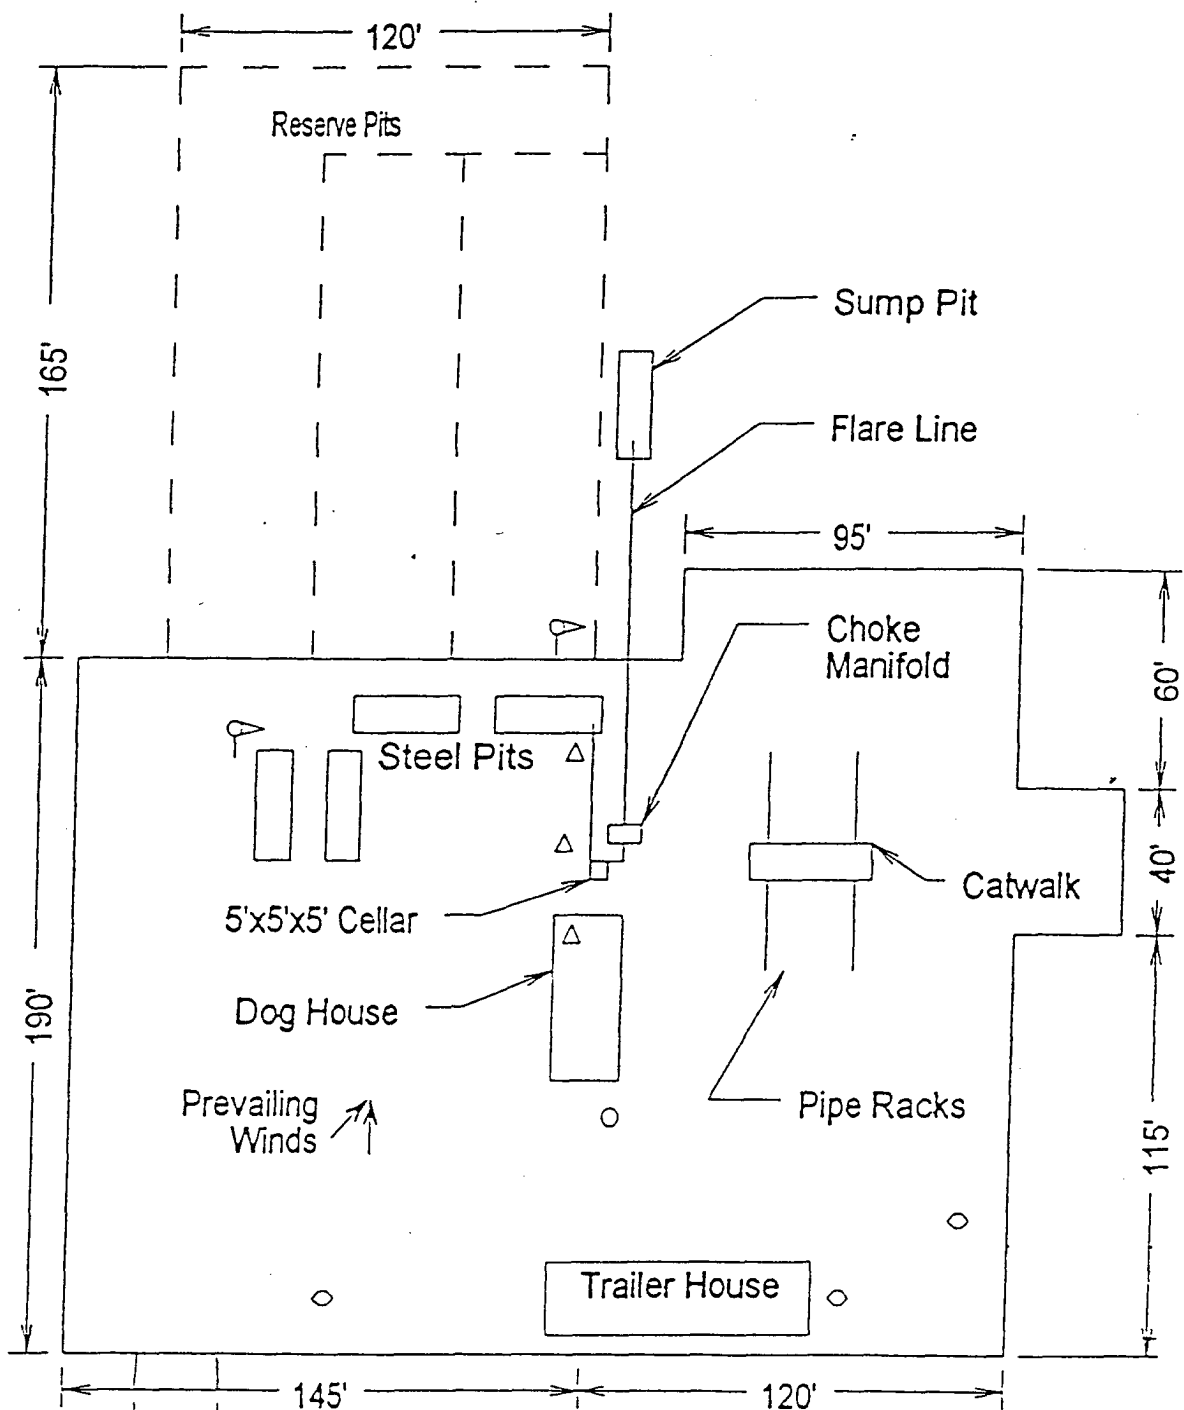 120'
Reserve Pits
165'
Sump Pit
Flare Line
95'
Choke
Manifold
60'
Steel Pits
40'
Catwalk
5'x5'x5' Cellar
Dog House
190'
Prevailing
Winds
Pipe Racks
115'
Trailer House
145'
120'